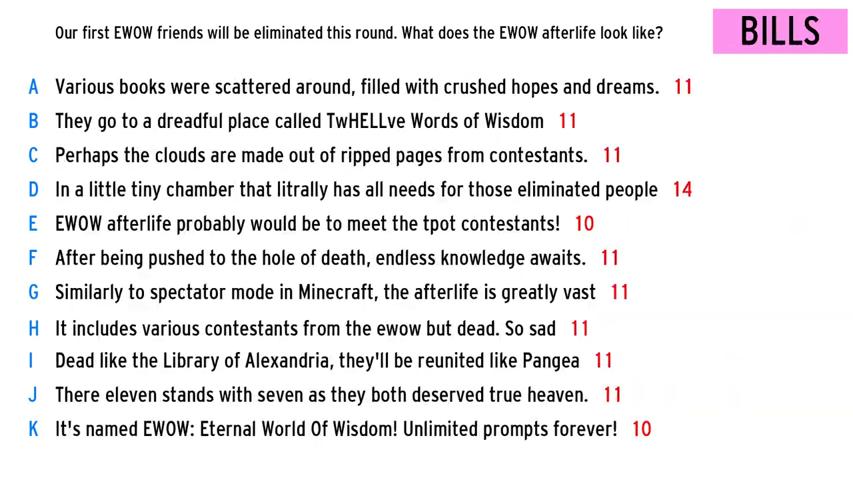 Our first EWOW friends will be eliminated this round. What does the EWOW afterlife look like?
BILLS
A Various books were scattered around, filled with crushed hopes and dreams. 11
B They go to a dreadful place called TwHELLve Words of Wisdom 11
C Perhaps the clouds are made out of ripped pages from contestants. 11
D In a little tiny chamber that litrally has all needs for those eliminated people 14
E EWOW afterlife probably would be to meet the tpot contestants! 10
F After being pushed to the hole of death, endless knowledge awaits. 11
G Similarly to spectator mode in Minecraft, the afterlife is greatly vast 11
H It includes various contestants from the ewow but dead. So sad 11
I Dead like the Library of Alexandria, they'll be reunited like Pangea 11
J There eleven stands with seven as they both deserved true heaven. 11
K It's named EWOW: Eternal World Of Wisdom! Unlimited prompts forever! 10